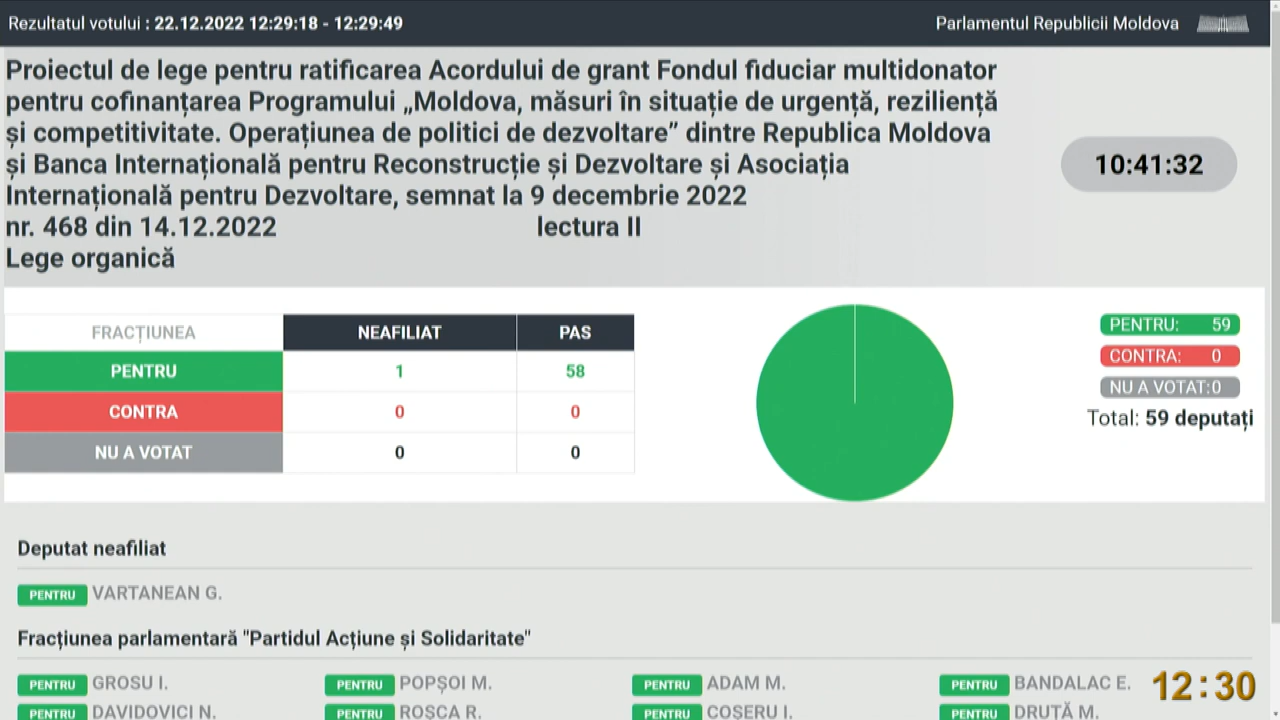 Rezultatul votului : 22.12.2022 12:29:18 - 12:29:49
Parlamentul Republicii Moldova
Proiectul de lege pentru ratificarea Acordului de grant Fondul fiduciar multidonator
pentru cofinanțarea Programului „Moldova, măsuri în situație de urgență, reziliență
și competitivitate. Operațiunea de politici de dezvoltare” dintre Republica Moldova
și Banca Internațională pentru Reconstrucție și Dezvoltare și Asociația
Internațională pentru Dezvoltare, semnat la 9 decembrie 2022
nr. 468 din 14.12.2022 lectura II
Lege organică
10:41:32
FRACȚIUNEA NEAFILIAT PAS
PENTRU 1 58
CONTRA 0 0
NU A VOTAT 0 0
PENTRU: 59
CONTRA: 0
NU A VOTAT:0
Total: 59 deputați
Deputat neafiliat
PENTRU VARTANEAN G.
Fracțiunea parlamentară "Partidul Acțiune și Solidaritate"
PENTRU GROSU I. PENTRU POPȘOI M. PENTRU ADAM M. PENTRU BANDALAC E.
PENTRU DAVIDOVICI N. PENTRU ROȘCA R. PENTRU COȘERU I. PENTRU DRUȚĂ M.
12:30